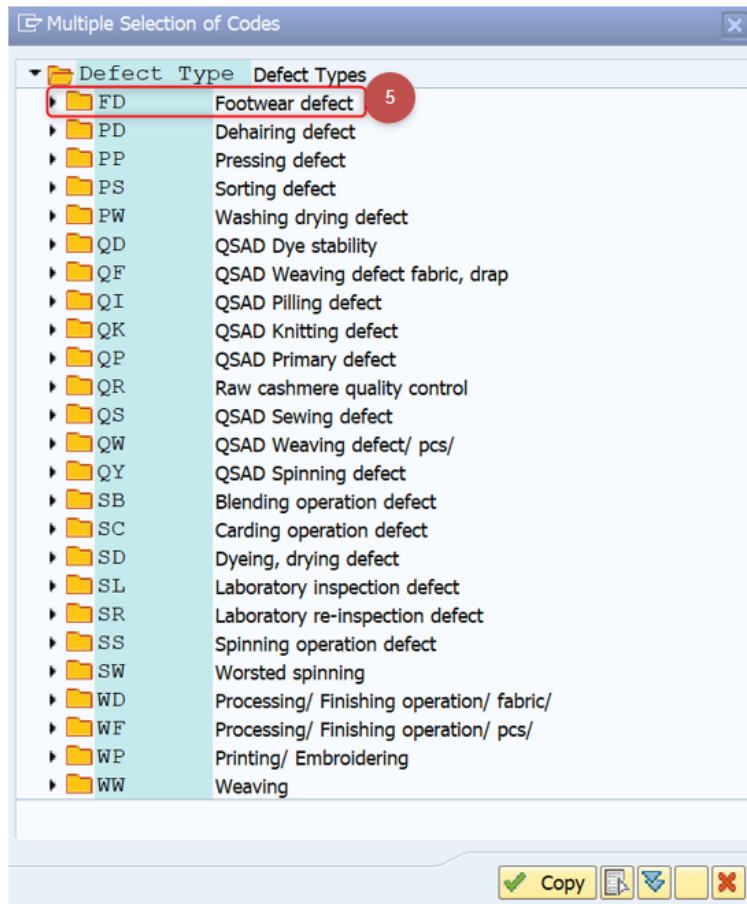 Multiple Selection of Codes
Defect Type Defect Types
FD Footwear defect 5
PD Dehairing defect
PP Pressing defect
PS Sorting defect
PW Washing drying defect
QD QSAD Dye stability
QF QSAD Weaving defect fabric, drap
QI QSAD Pilling defect
QK QSAD Knitting defect
QP QSAD Primary defect
QR Raw cashmere quality control
QS QSAD Sewing defect
QW QSAD Weaving defect/ pcs/
QY QSAD Spinning defect
SB Blending operation defect
SC Carding operation defect
SD Dyeing, drying defect
SL Laboratory inspection defect
SR Laboratory re-inspection defect
SS Spinning operation defect
SW Worsted spinning
WD Processing/ Finishing operation/ fabric/
WF Processing/ Finishing operation/ pcs/
WP Printing/ Embroidering
WW Weaving
Copy